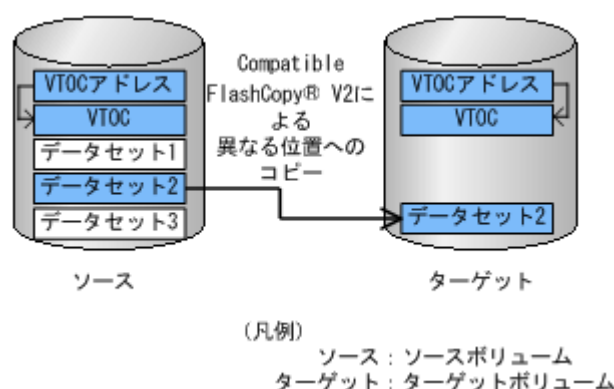 VTOCアドレス
VTOC
データセット1
データセット2
データセット3
ソース
Compatible
FlashCopy® V2に
よる
異なる位置への
コピー
VTOCアドレス
VTOC
データセット2
ターゲット
(凡例)
ソース：ソースボリューム
ターゲット：ターゲットボリューム